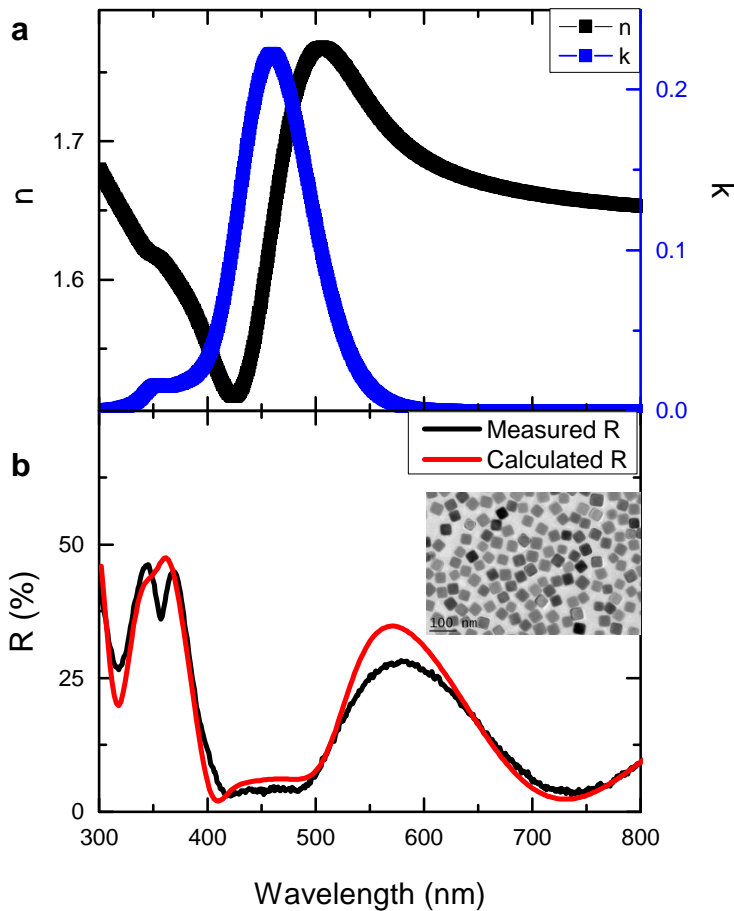 a
n
k
1.7
1.6
n
0.2
0.1
0.0
k
b
Measured R
Calculated R
50
25
0
R (%)
100 nm
300 400 500 600 700 800
Wavelength (nm)